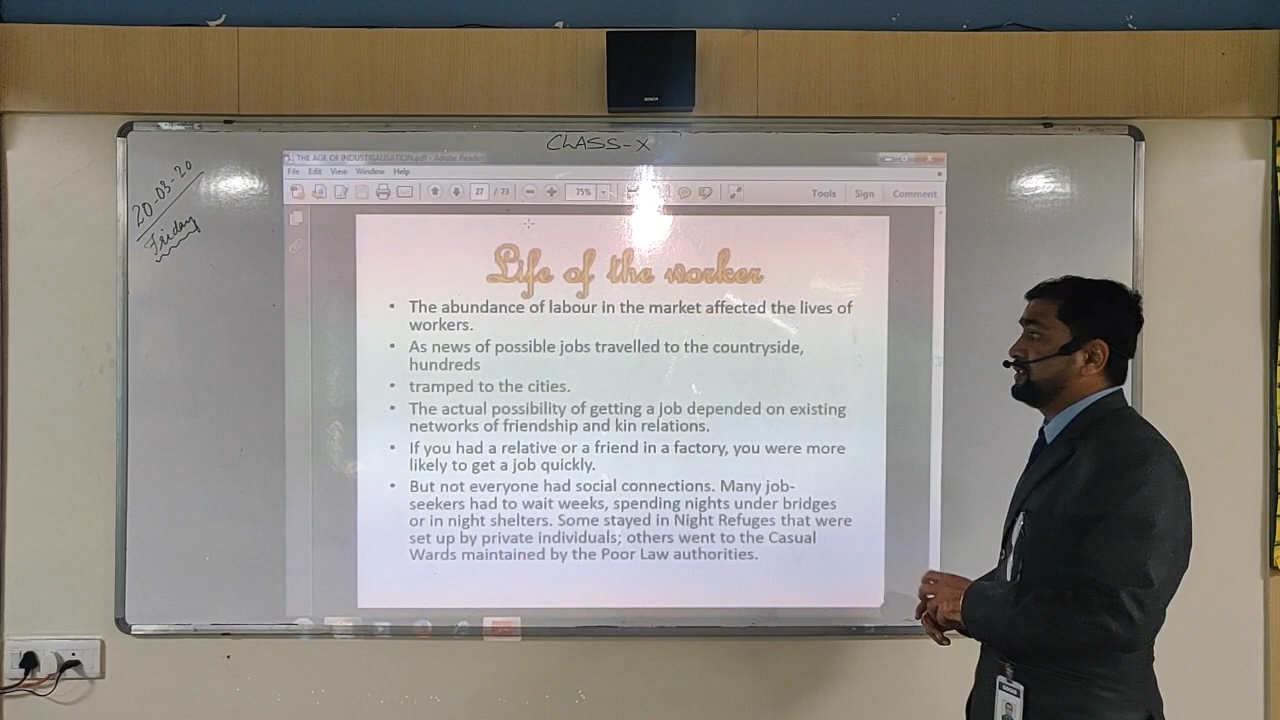 BOSCH
CLASS-X
20-03-20
Friday
THE AGE OF INDUSTRIALISATION.pdf - Adobe Reader
File Edit View Window Help
27 / 73 75% Tools Sign Comment
Life of the worker
• The abundance of labour in the market affected the lives of
workers.
• As news of possible jobs travelled to the countryside,
hundreds
• tramped to the cities.
• The actual possibility of getting a job depended on existing
networks of friendship and kin relations.
• If you had a relative or a friend in a factory, you were more
likely to get a job quickly.
• But not everyone had social connections. Many job-
seekers had to wait weeks, spending nights under bridges
or in night shelters. Some stayed in Night Refuges that were
set up by private individuals; others went to the Casual
Wards maintained by the Poor Law authorities.